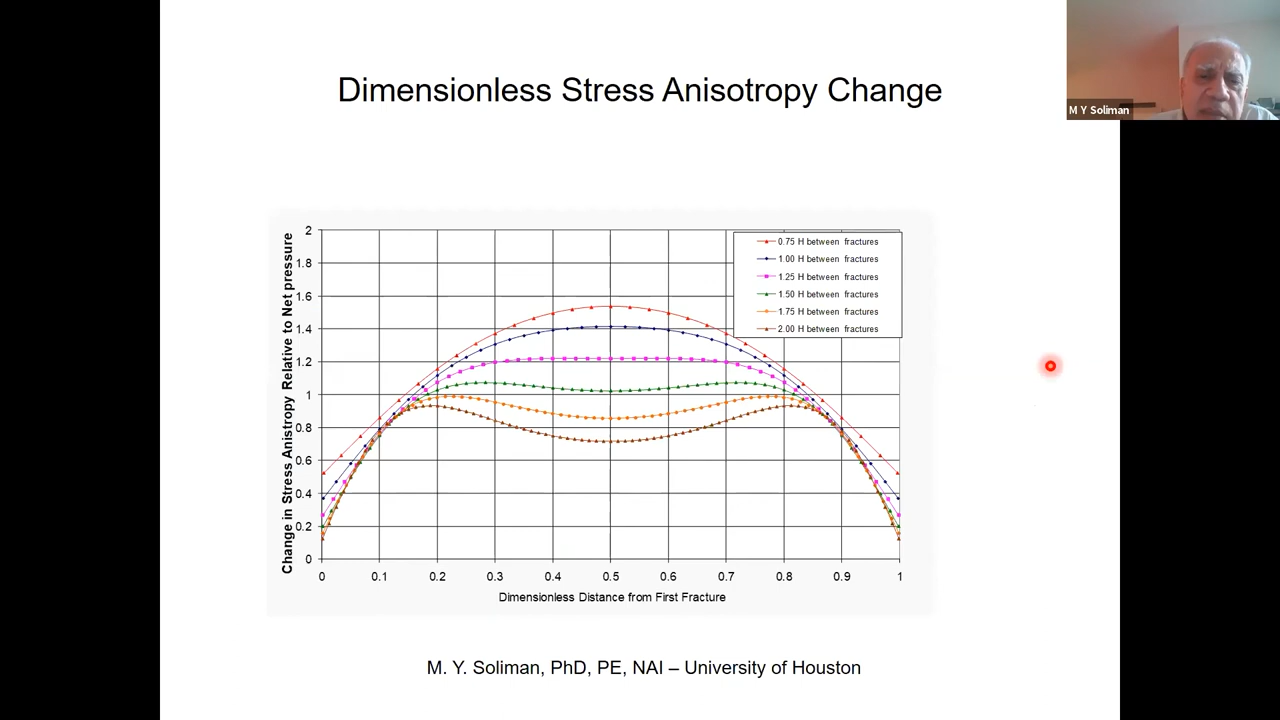 Dimensionless Stress Anisotropy Change
M Y Soliman
Change in Stress Anistropy Relative to Net pressure
2
1.8
1.6
1.4
1.2
1
0.8
0.6
0.4
0.2
0
0 0.1 0.2 0.3 0.4 0.5 0.6 0.7 0.8 0.9 1
Dimensionless Distance from First Fracture
0.75 H between fractures
1.00 H between fractures
1.25 H between fractures
1.50 H between fractures
1.75 H between fractures
2.00 H between fractures
M. Y. Soliman, PhD, PE, NAI – University of Houston